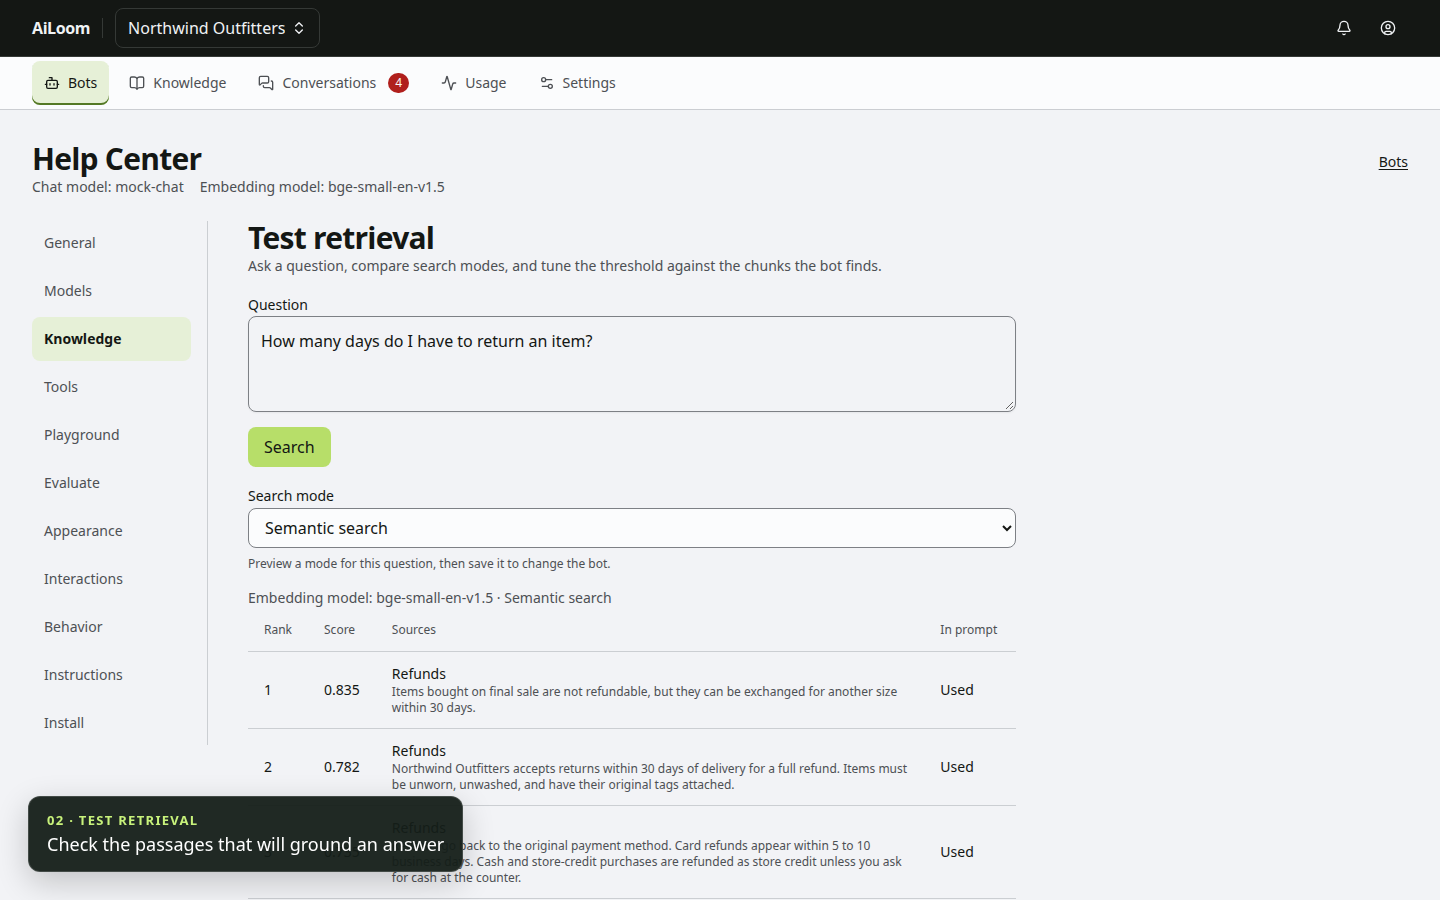 AiLoom
Northwind Outfitters
Bots
Knowledge
Conversations 4
Usage
Settings
Help Center
Bots
Chat model: mock-chat Embedding model: bge-small-en-v1.5
General
Models
Knowledge
Tools
Playground
Evaluate
Appearance
Interactions
Behavior
Instructions
Install
Test retrieval
Ask a question, compare search modes, and tune the threshold against the chunks the bot finds.
Question
How many days do I have to return an item?
Search
Search mode
Semantic search
Preview a mode for this question, then save it to change the bot.
Embedding model: bge-small-en-v1.5 · Semantic search
Rank Score Sources In prompt
1 0.835 Refunds Used
Items bought on final sale are not refundable, but they can be exchanged for another size
within 30 days.
2 0.782 Refunds Used
Northwind Outfitters accepts returns within 30 days of delivery for a full refund. Items must
be unworn, unwashed, and have their original tags attached.
Refunds
back to the original payment method. Card refunds appear within 5 to 10
business days. Cash and store-credit purchases are refunded as store credit unless you ask
for cash at the counter.
Used
02 · TEST RETRIEVAL
Check the passages that will ground an answer